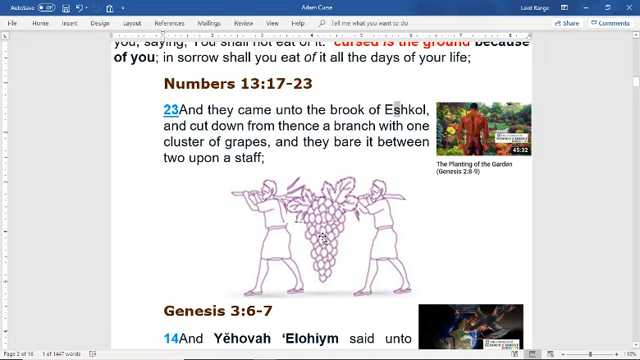 AutoSave Off
Adam Curse
Lord Range
File Home Insert Draw Design Layout References Mailings Review View Help Tell me what you want to do Share Comments
you, saying, You shall not eat of it: cursed is the ground because
of you; in sorrow shall you eat of it all the days of your life;
Numbers 13:17-23
23And they came unto the brook of Eshkol,
and cut down from thence a branch with one
cluster of grapes, and they bare it between
two upon a staff;
45:32
The Planting of the Garden
(Genesis 2:8-9)
Genesis 3:6-7
14And Yĕhovah ‘Elohiym said unto
Page 5 of 16 1447 words